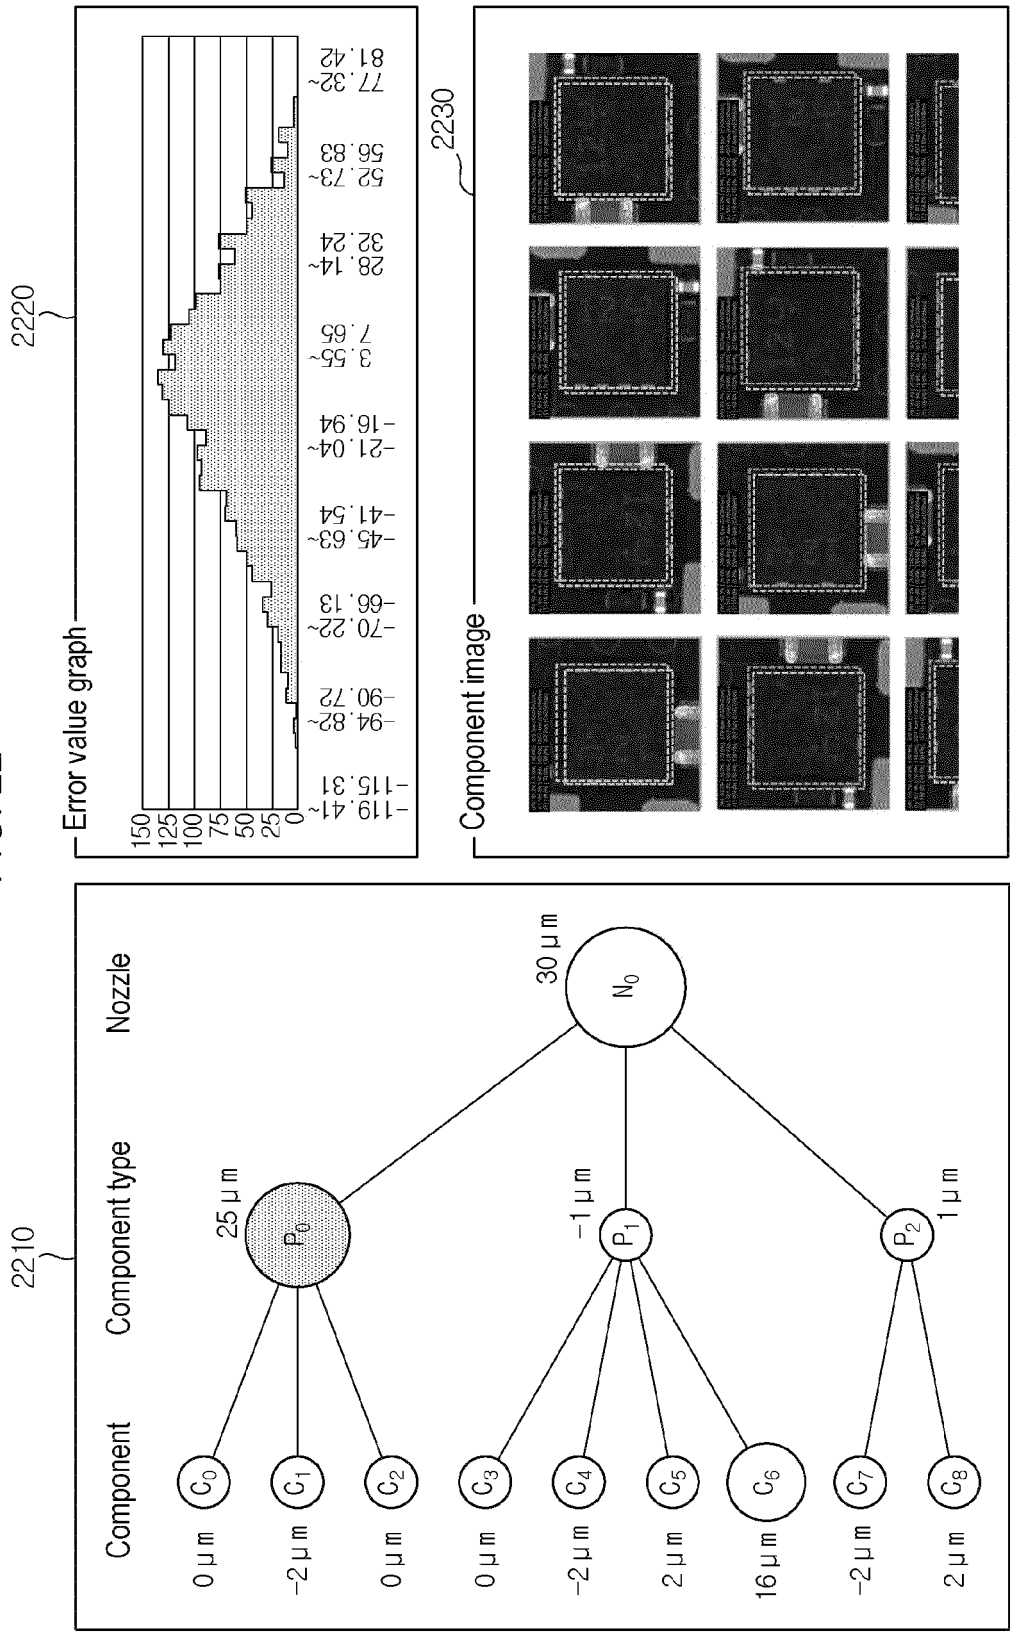 2210
Component
Component type
Nozzle
C0
0 μm
C1
-2 μm
C2
0 μm
C3
0 μm
C4
-2 μm
C5
2 μm
C6
16 μm
C7
-2 μm
C8
2 μm
P0
25 μm
P1
-1 μm
P2
1 μm
N0
30 μm
2220
Error value graph
150
125
100
75
50
25
0
-119.41~
-115.31
-94.82~
-90.72
-70.22~
-66.13
-45.63~
-41.54
-21.04~
-16.94
3.55~
7.65
28.14~
32.24
52.73~
56.83
77.32~
81.42
2230
Component image